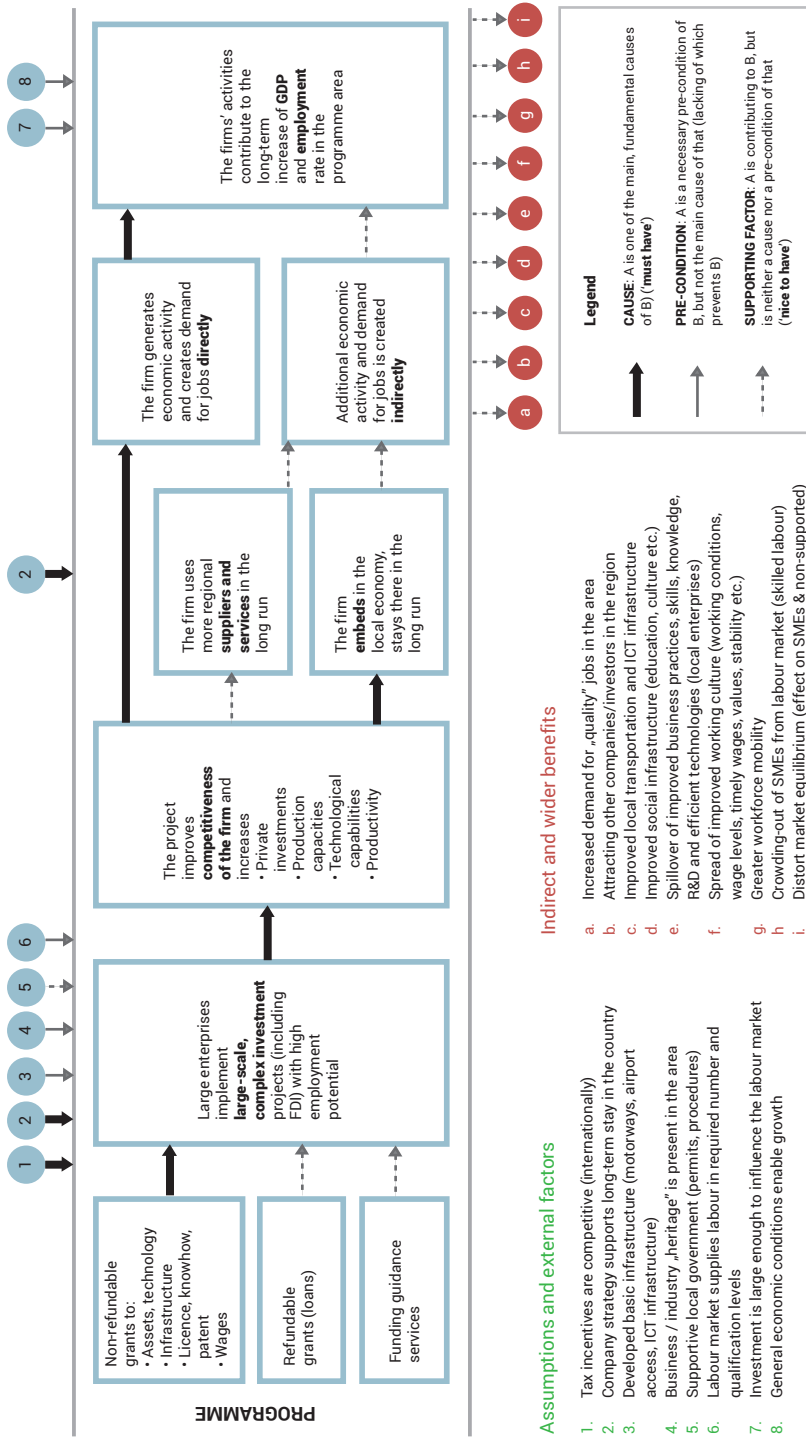 PROGRAMME
Non-refundable
grants to:
• Assets, technology
• Infrastructure
• Licence, knowhow,
patent
• Wages
Refundable
grants (loans)
Funding guidance
services
1
2
3
4
5
6
Large enterprises
implement
large-scale,
complex investment
projects (including
FDI) with high
employment
potential
The project
improves
competitiveness
of the firm and
increases
• Private
investments
• Production
capacities
• Technological
capabilities
• Productivity
2
The firm uses
more regional
suppliers and
services in the
long run
The firm
embeds in the
local economy,
stays there in the
long run
The firm generates
economic activity
and creates demand
for jobs directly
Additional economic
activity and demand
for jobs is created
indirectly
7
8
The firms’ activities
contribute to the
long-term
increase of GDP
and employment
rate in the
programme area
a
b
c
d
e
f
g
h
i
Assumptions and external factors
1. Tax incentives are competitive (internationally)
2. Company strategy supports long-term stay in the country
3. Developed basic infrastructure (motorways, airport
access, ICT infrastructure)
4. Business / industry „heritage” is present in the area
5. Supportive local government (permits, procedures)
6. Labour market supplies labour in required number and
qualification levels
7. Investment is large enough to influence the labour market
8. General economic conditions enable growth
Indirect and wider benefits
a. Increased demand for „quality” jobs in the area
b. Attracting other companies/investors in the region
c. Improved local transportation and ICT infrastructure
d. Improved social infrastructure (education, culture etc.)
e. Spillover of improved business practices, skills, knowledge,
R&D and efficient technologies (local enterprises)
f. Spread of improved working culture (working conditions,
wage levels, timely wages, values, stability etc.)
g. Greater workforce mobility
h Crowding-out of SMEs from labour market (skilled labour)
i. Distort market equilibrium (effect on SMEs & non-supported)
Legend
CAUSE: A is one of the main, fundamental causes
of B) (‘must have’)
PRE-CONDITION: A is a necessary pre-condition of
B, but not the main cause of that (lacking of which
prevents B)
SUPPORTING FACTOR: A is contributing to B, but
is neither a cause nor a pre-condition of that
(‘nice to have’)